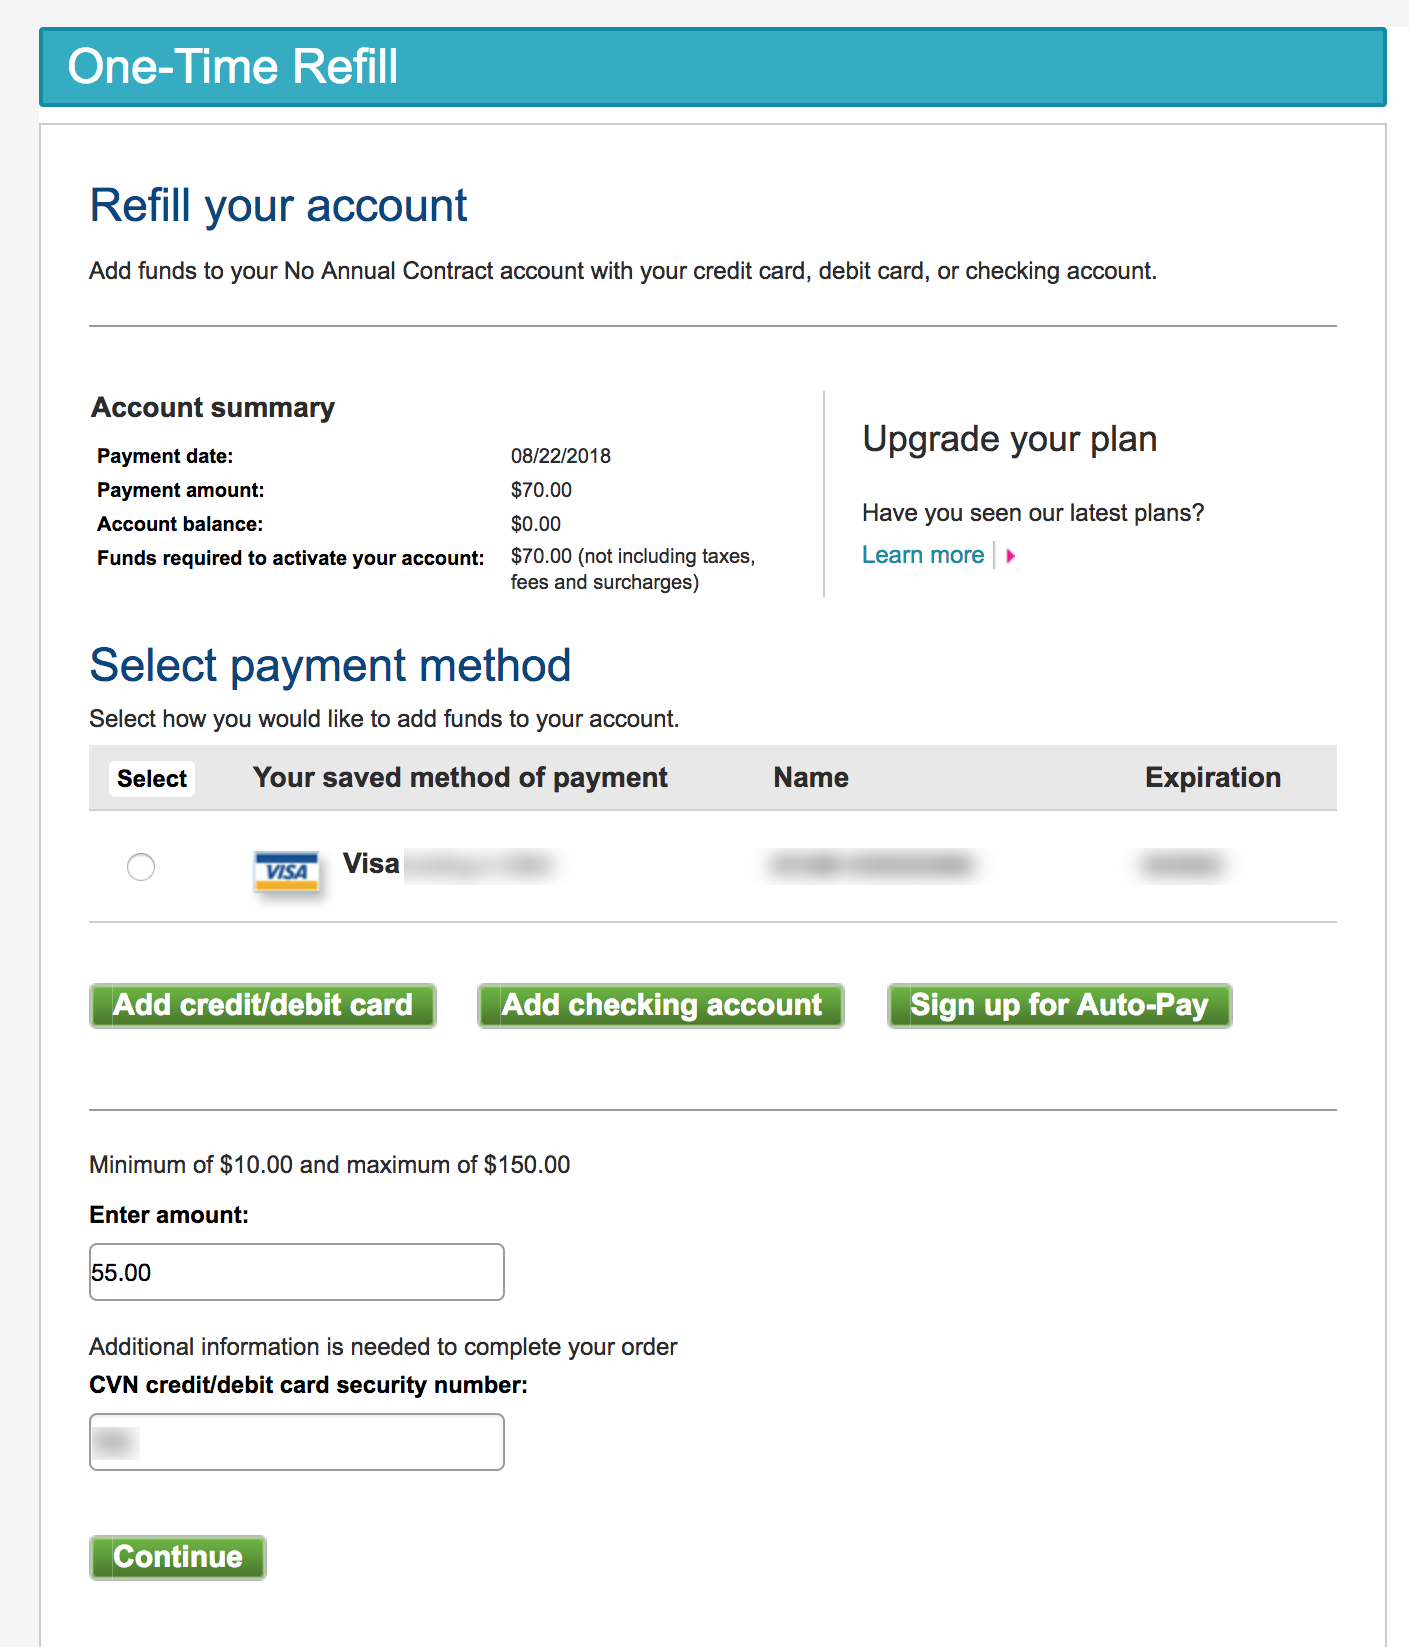 One-Time Refill
Refill your account
Add funds to your No Annual Contract account with your credit card, debit card, or checking account.
Account summary
Payment date: 08/22/2018
Payment amount: $70.00
Account balance: $0.00
Funds required to activate your account: $70.00 (not including taxes,
fees and surcharges)
Upgrade your plan
Have you seen our latest plans?
Learn more
Select payment method
Select how you would like to add funds to your account.
Select Your saved method of payment Name Expiration
VISA Visa
Add credit/debit card Add checking account Sign up for Auto-Pay
Minimum of $10.00 and maximum of $150.00
Enter amount:
55.00
Additional information is needed to complete your order
CVN credit/debit card security number:
Continue